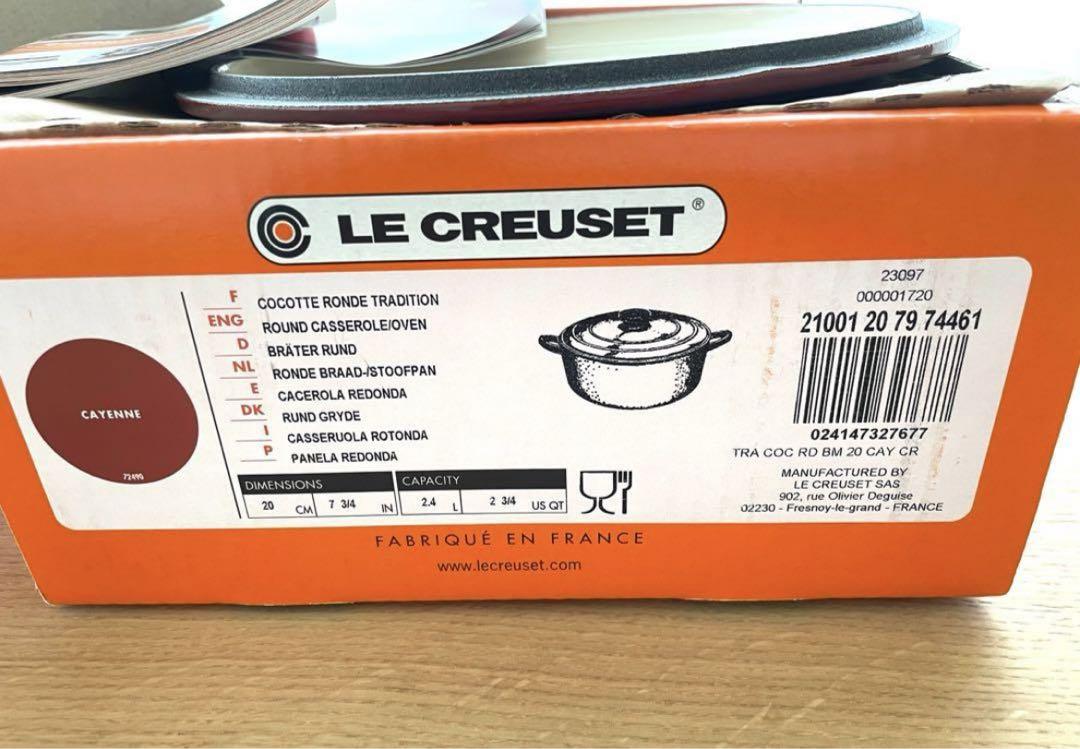 LE CREUSET®
CAYENNE
72490
F COCOTTE RONDE TRADITION
ENG ROUND CASSEROLE/OVEN
D BRÄTER RUND
NL RONDE BRAAD-/STOOFPAN
E CACEROLA REDONDA
DK RUND GRYDE
I CASSERUOLA ROTONDA
P PANELA REDONDA
DIMENSIONS CAPACITY
20 CM 7 3/4 IN 2.4 L 2 3/4 US QT
23097
000001720
21001 20 79 74461
024147327677
TRA COC RD BM 20 CAY CR
MANUFACTURED BY
LE CREUSET SAS
902, rue Olivier Deguise
02230 - Fresnoy-le-grand - FRANCE
FABRIQUÉ EN FRANCE
www.lecreuset.com